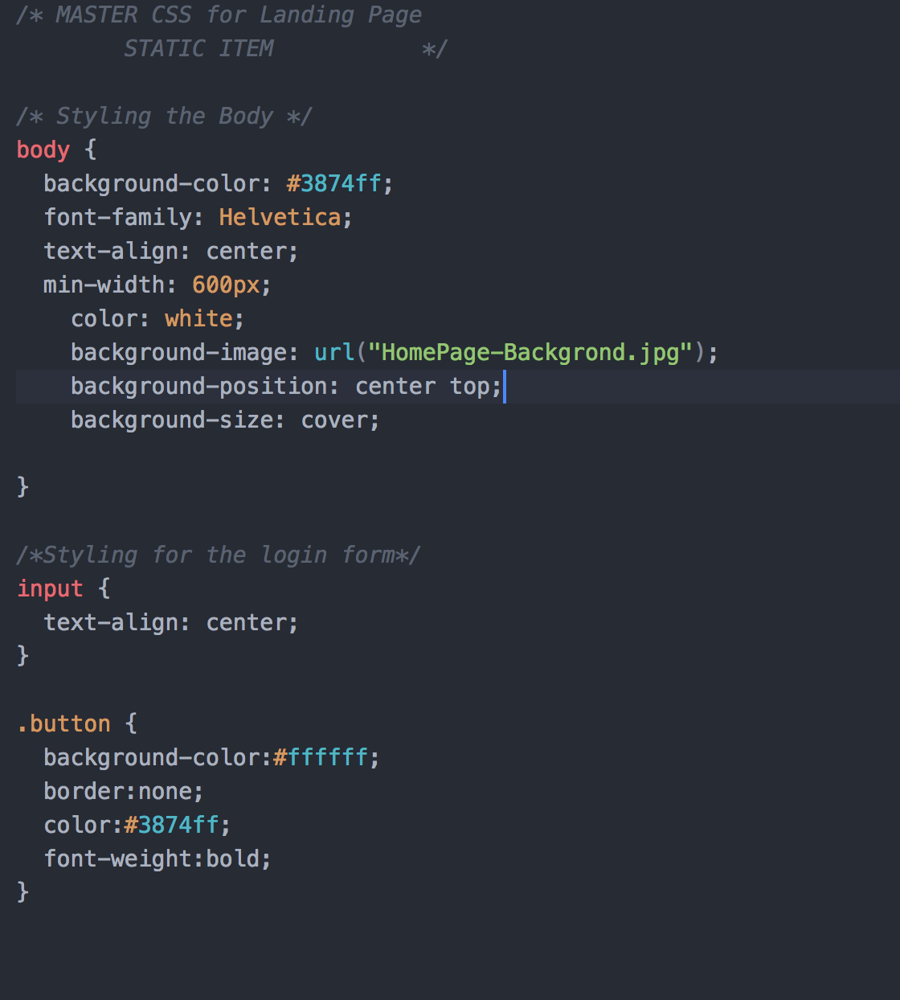 /* MASTER CSS for Landing Page
        STATIC ITEM           */

/* Styling the Body */
body {
  background-color: #3874ff;
  font-family: Helvetica;
  text-align: center;
  min-width: 600px;
    color: white;
    background-image: url("HomePage-Backgrond.jpg");
    background-position: center top;
    background-size: cover;

}

/*Styling for the login form*/
input {
  text-align: center;
}

.button {
  background-color:#ffffff;
  border:none;
  color:#3874ff;
  font-weight:bold;
}